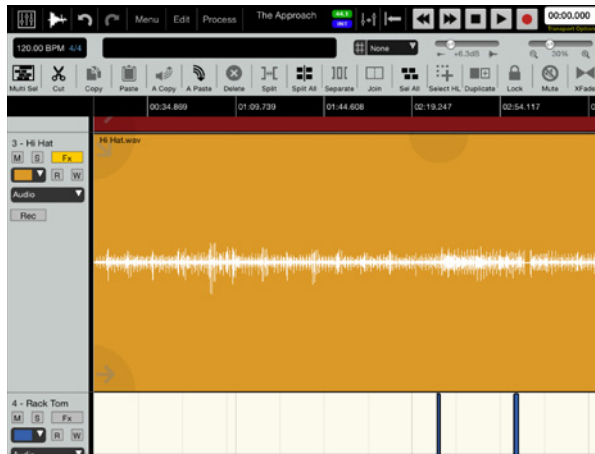 Menu Edit Process The Approach 44.1 INT 00:00.000
Transport Options
120.00 BPM 4/4 None +6.3dB 20%
Multi Sel Cut Copy Paste A Copy A Paste Delete Split Split All Separate Join Sel All Select HL Duplicate Lock Mute XFade
00:34.869 01:09.739 01:44.608 02:19.247 02:54.117
3 - Hi Hat Hi Hat.wav
M S Fx
R W
Audio
Rec
4 - Rack Tom
M S Fx
R W
Audio